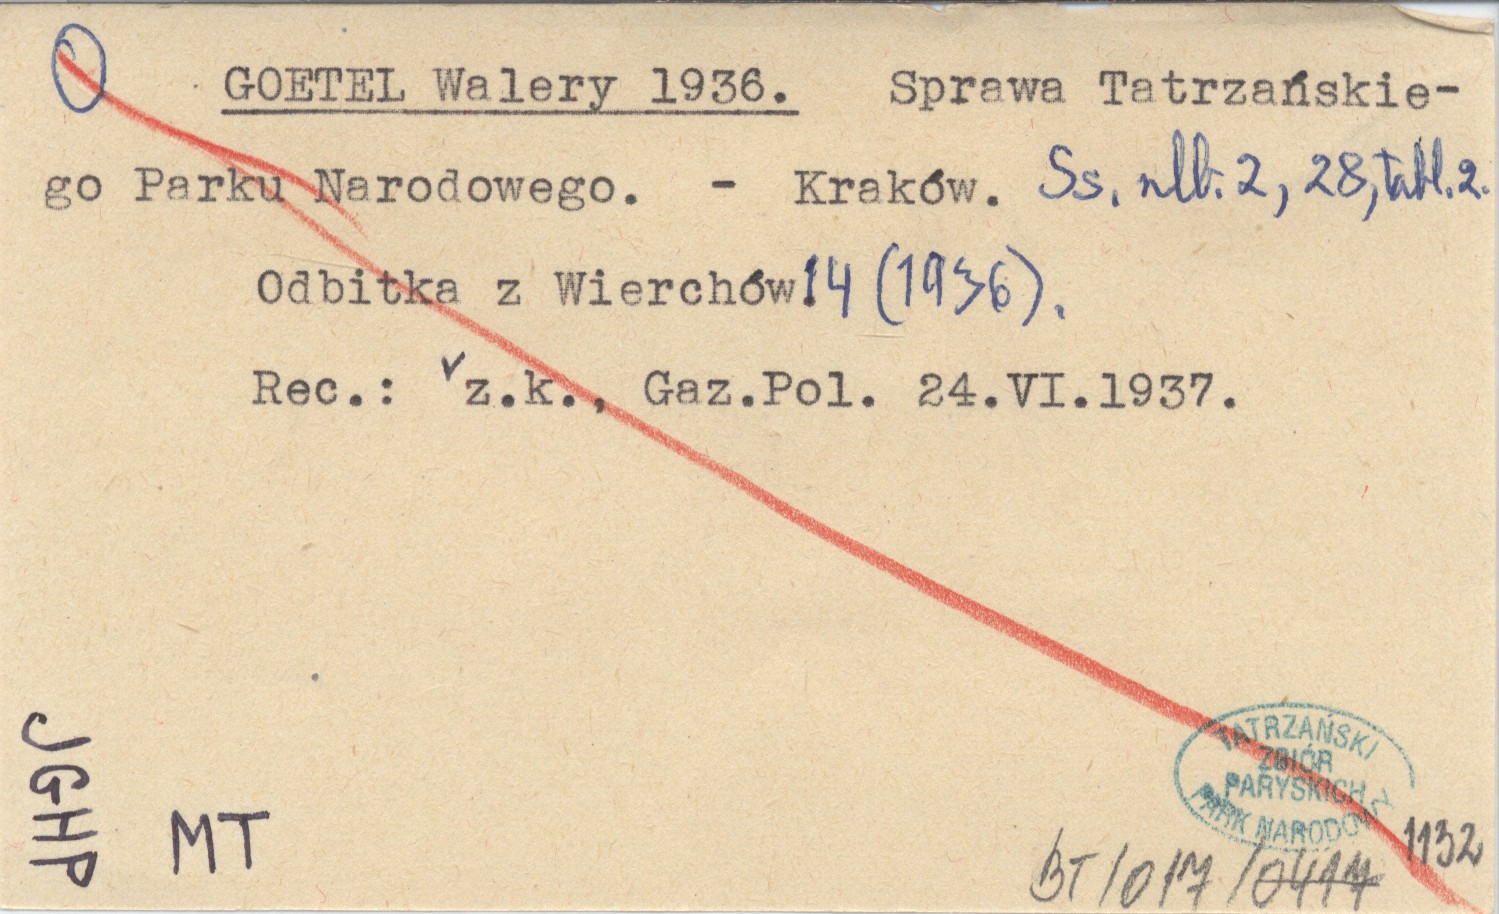 GOETEL Walery 1936. Sprawa Tatrzańskie-
go Parku Narodowego. - Kraków. Ss. nlb. 2, 28, tabl. 2.
Odbitka z Wierchów 14 (1936).
Rec.: z.k., Gaz.Pol. 24.VI.1937.
JGHP
MT
TATRZAŃSKI
ZBIÓR
PARYSKICH
PARK NARODOWY
1132
BT/017/0417